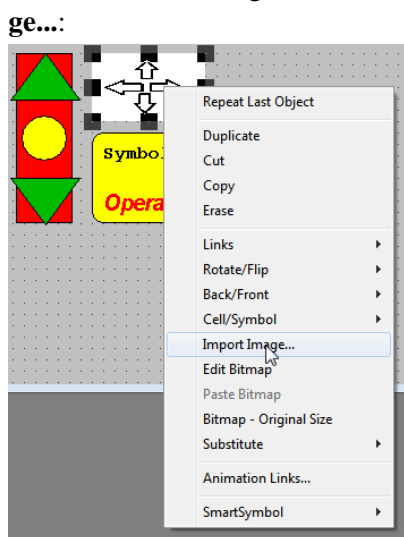 ge...:
Symbo
Opera
Repeat Last Object
Duplicate
Cut
Copy
Erase
Links
Rotate/Flip
Back/Front
Cell/Symbol
Import Image...
Edit Bitmap
Paste Bitmap
Bitmap - Original Size
Substitute
Animation Links...
SmartSymbol